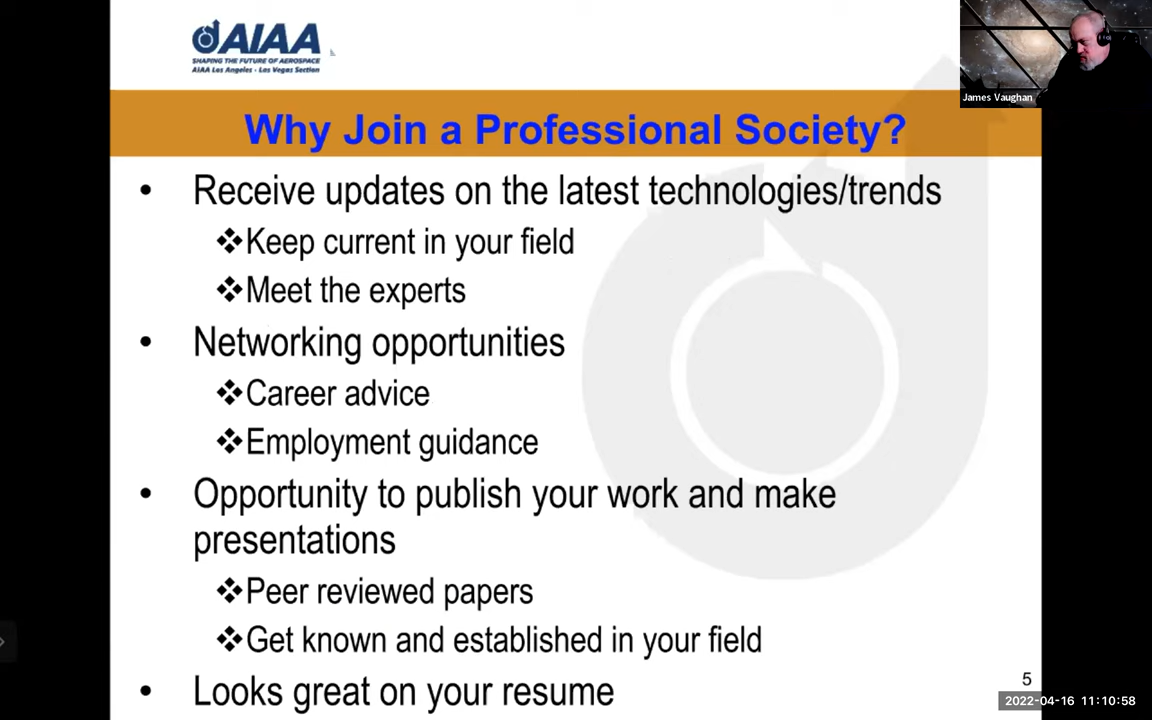 AIAA
SHAPING THE FUTURE OF AEROSPACE
AIAA Los Angeles - Las Vegas Section
James Vaughan
Why Join a Professional Society?
• Receive updates on the latest technologies/trends
❖Keep current in your field
❖Meet the experts
• Networking opportunities
❖Career advice
❖Employment guidance
• Opportunity to publish your work and make
presentations
❖Peer reviewed papers
❖Get known and established in your field
• Looks great on your resume
5
2022-04-16 11:10:58